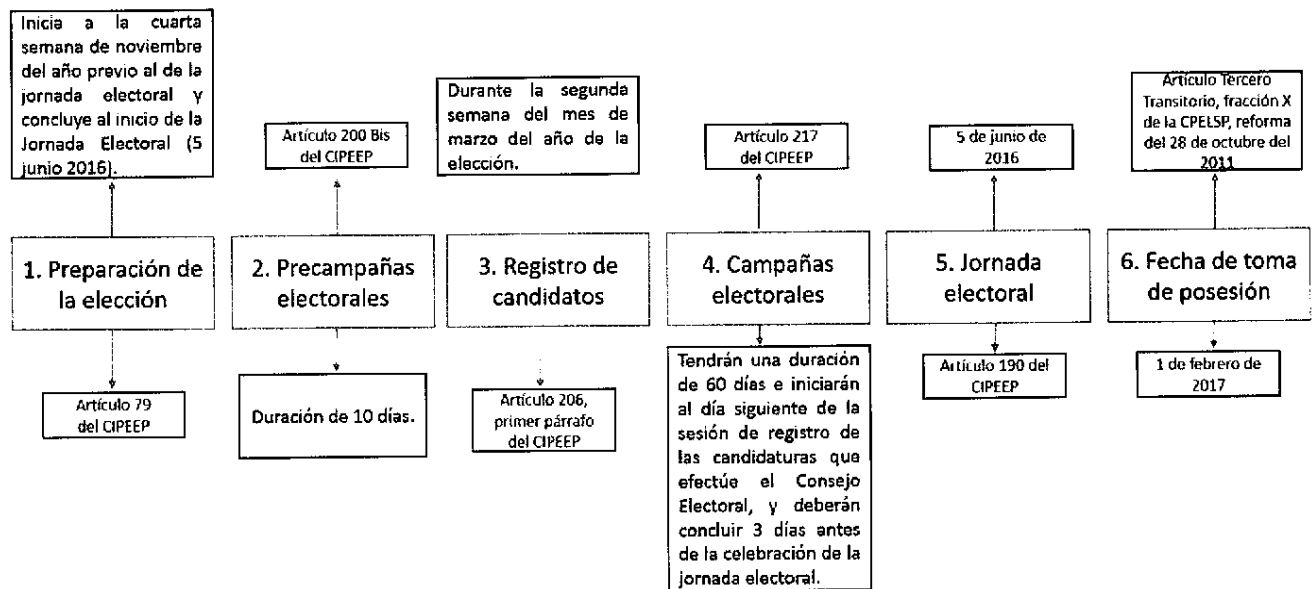 Inicia a la cuarta
semana de noviembre
del año previo al de la
jornada electoral y
concluye al inicio de la
Jornada Electoral (5
junio 2016).
Artículo 200 Bis
del CIPEEP
Durante la segunda
semana del mes de
marzo del año de la
elección.
Artículo 217
del CIPEEP
5 de junio de
2016
Artículo Tercero
Transitorio, fracción X
de la CPELSP, reforma
del 28 de octubre del
2011
1. Preparación de
la elección
2. Precampañas
electorales
3. Registro de
candidatos
4. Campañas
electorales
5. Jornada
electoral
6. Fecha de toma
de posesión
Artículo 79
del CIPEEP
Duración de 10 días.
Artículo 206,
primer párrafo
del CIPEEP
Tendrán una duración
de 60 días e iniciarán
al día siguiente de la
sesión de registro de
las candidaturas que
efectúe el Consejo
Electoral, y deberán
concluir 3 días antes
de la celebración de la
jornada electoral.
Artículo 190 del
CIPEEP
1 de febrero de
2017